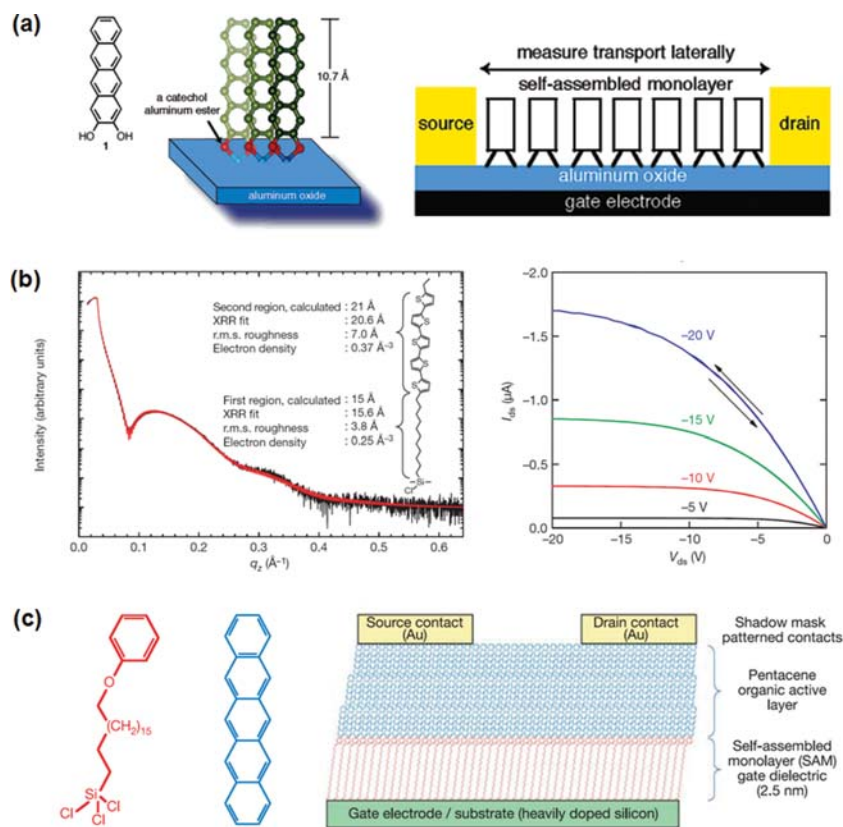 (a)
HO OH
1
a catechol
aluminum ester
10.7 Å
aluminum oxide
measure transport laterally
self-assembled monolayer
source
drain
aluminum oxide
gate electrode
(b)
Intensity (arbitrary units)
Second region, calculated : 21 Å
XRR fit : 20.6 Å
r.m.s. roughness : 7.0 Å
Electron density : 0.37 Å⁻³
First region, calculated : 15 Å
XRR fit : 15.6 Å
r.m.s. roughness : 3.8 Å
Electron density : 0.25 Å⁻³
S
S
S
S
S
Cl Si
0 0.1 0.2 0.3 0.4 0.5 0.6
qz (Å⁻¹)
Ids (μA)
−2.0
−1.5
−1.0
−0.5
0.0
−20 V
−15 V
−10 V
−5 V
−20 −15 −10 −5 0
Vds (V)
(c)
O
(CH2)15
Si
Cl Cl
Cl
Source contact
(Au)
Drain contact
(Au)
Shadow mask
patterned contacts
Pentacene
organic active
layer
Self-assembled
monolayer (SAM)
gate dielectric
(2.5 nm)
Gate electrode / substrate (heavily doped silicon)